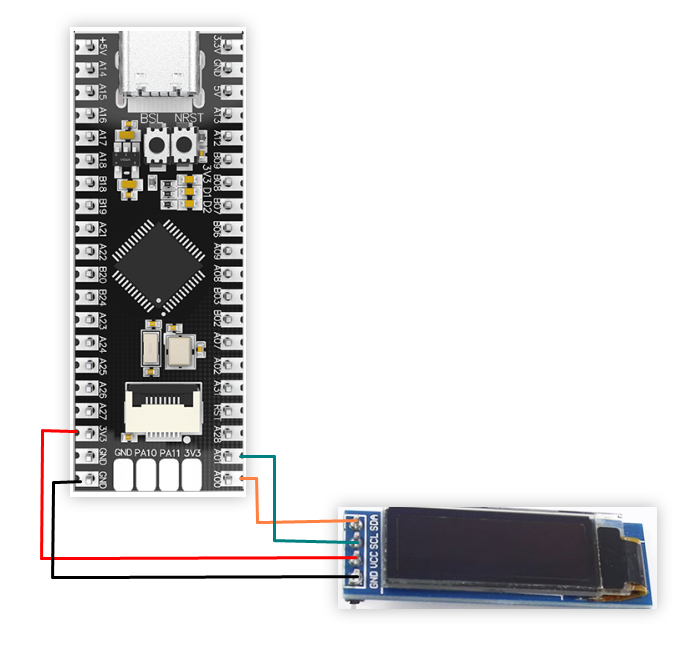 +5V
A14
A15
A16
A17
A18
B18
B19
A21
A22
B20
B24
A23
A24
A25
A26
A27
3V3
GND
GND
BSL NRST
3V3 D1 D2
3.3V
GND
5V
A13
A12
B09
B08
B07
B06
A09
A08
B03
B02
A07
A02
A31
RST
A28
A01
A00
GND PA10 PA11 3V3
GND VCC SCL SDA